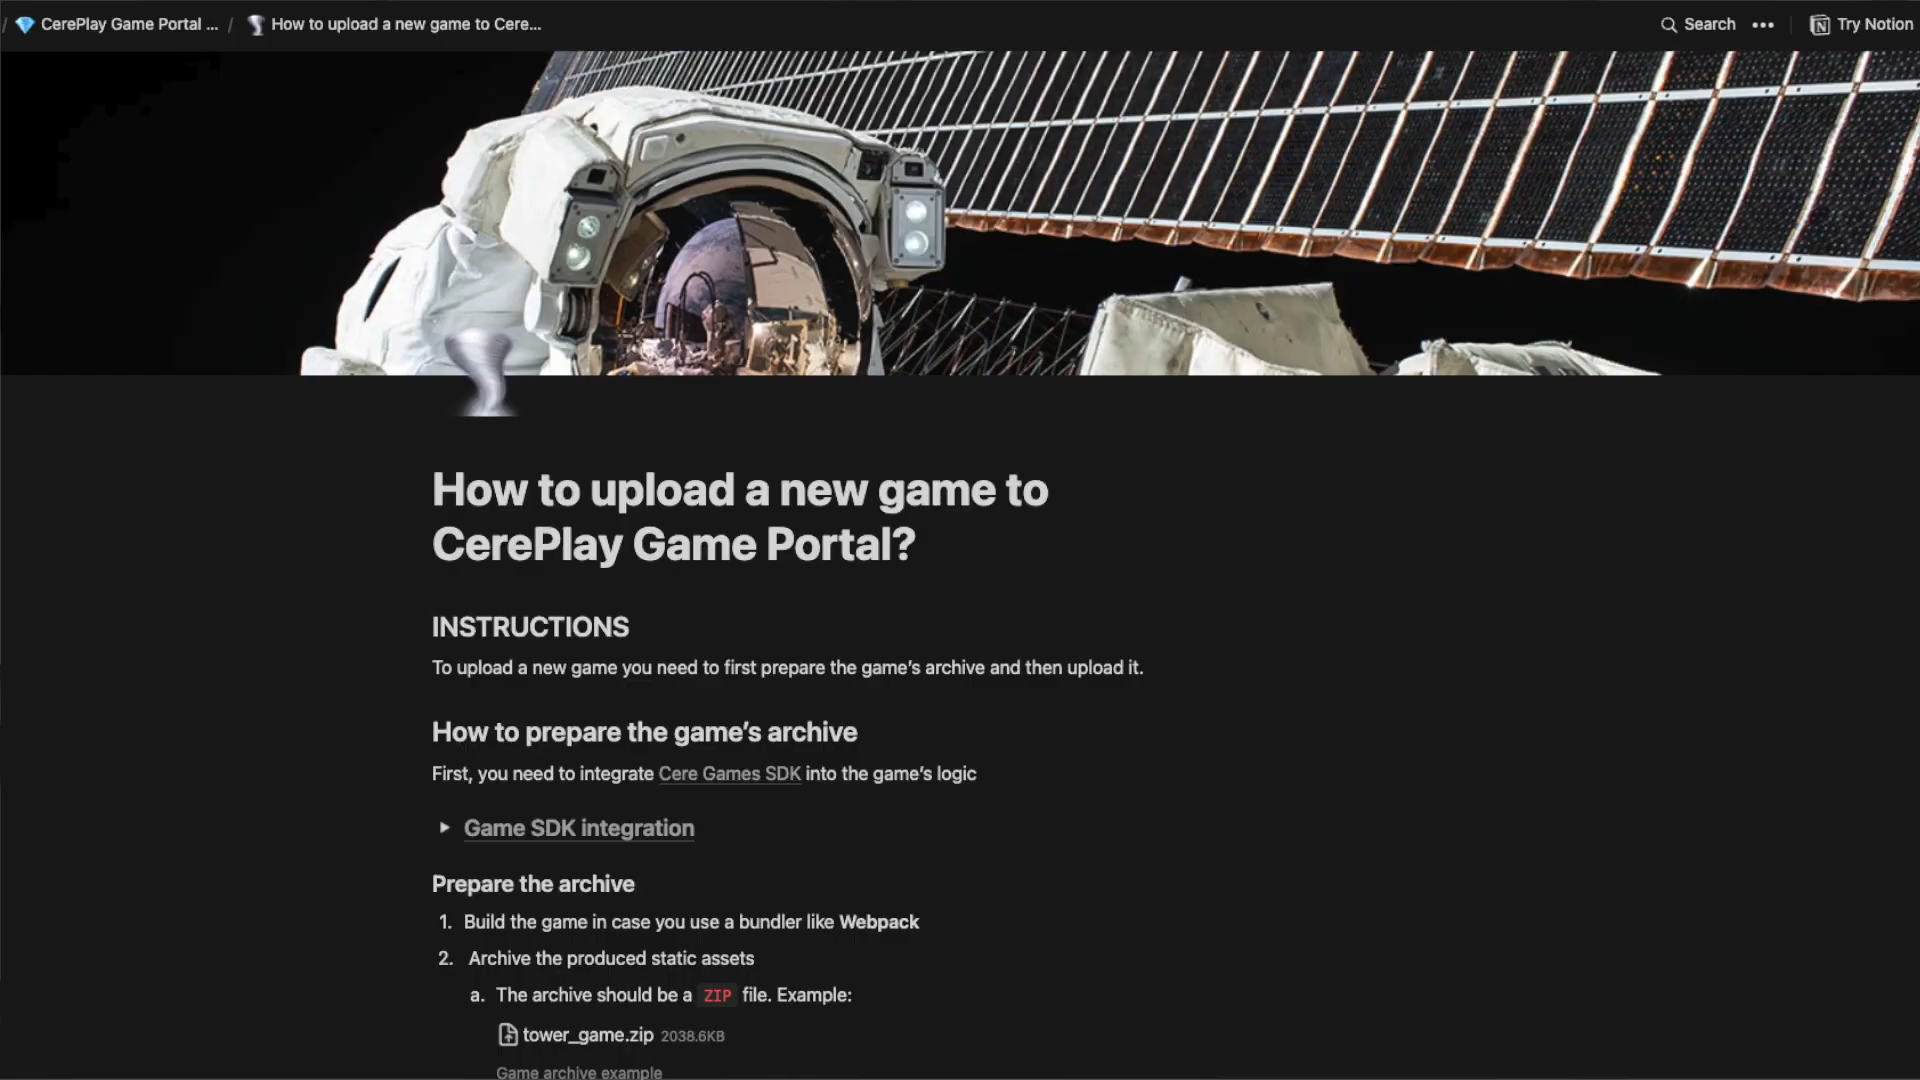 / CerePlay Game Portal ... / How to upload a new game to Cere...
Search ••• Try Notion
How to upload a new game to
CerePlay Game Portal?
INSTRUCTIONS
To upload a new game you need to first prepare the game’s archive and then upload it.
How to prepare the game’s archive
First, you need to integrate Cere Games SDK into the game’s logic
Game SDK integration
Prepare the archive
1. Build the game in case you use a bundler like Webpack
2. Archive the produced static assets
a. The archive should be a ZIP file. Example:
tower_game.zip 2038.6KB
Game archive example